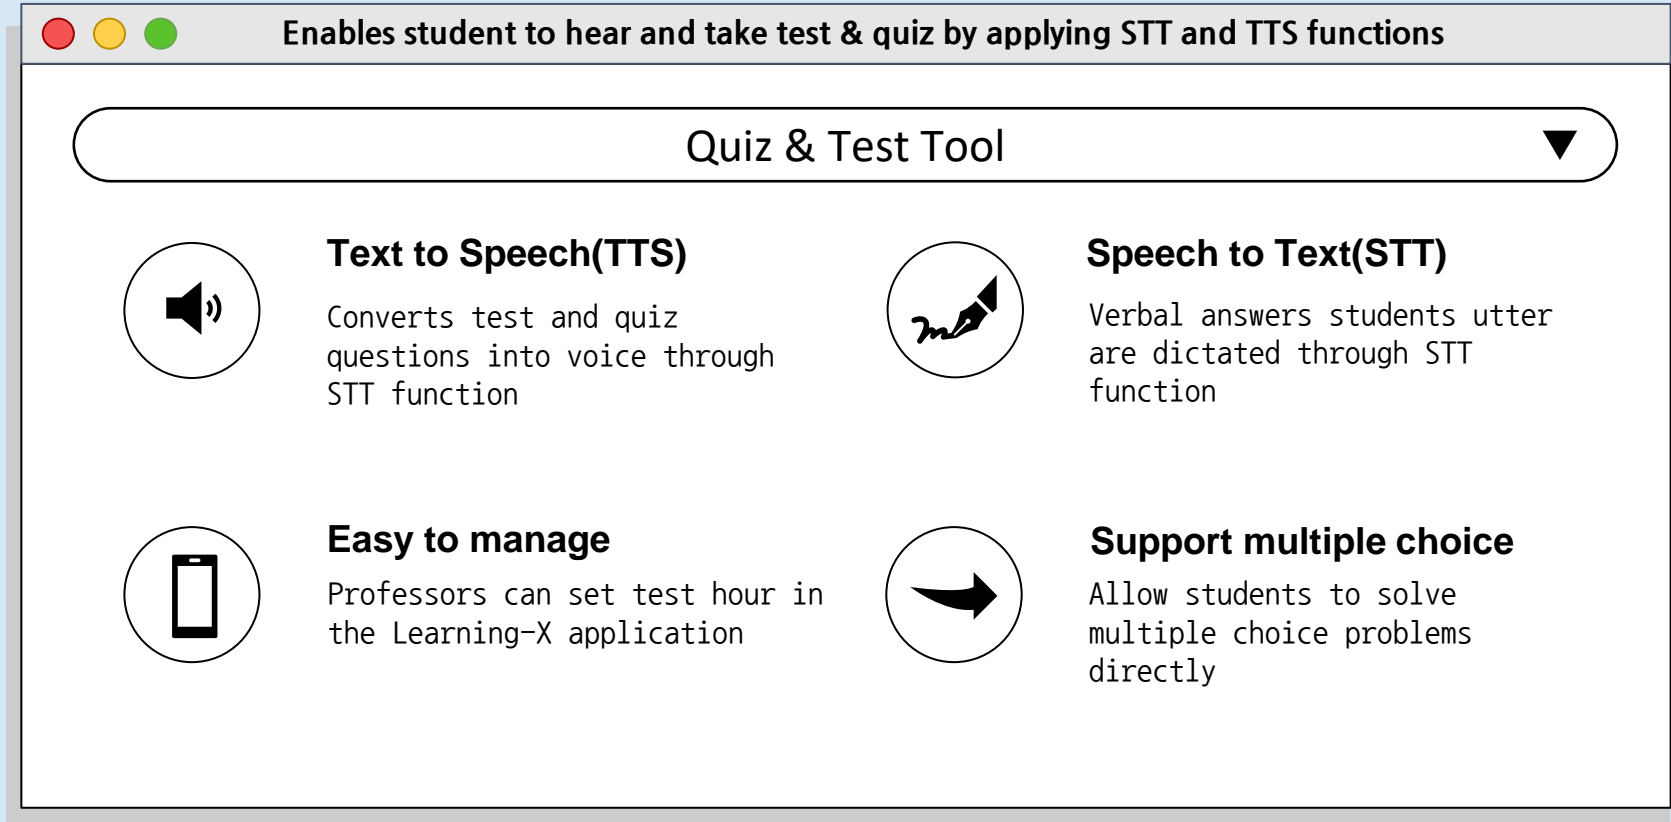 Enables student to hear and take test & quiz by applying STT and TTS functions
Quiz & Test Tool
Text to Speech(TTS)
Converts test and quiz
questions into voice through
STT function
Speech to Text(STT)
Verbal answers students utter
are dictated through STT
function
Easy to manage
Professors can set test hour in
the Learning-X application
Support multiple choice
Allow students to solve
multiple choice problems
directly